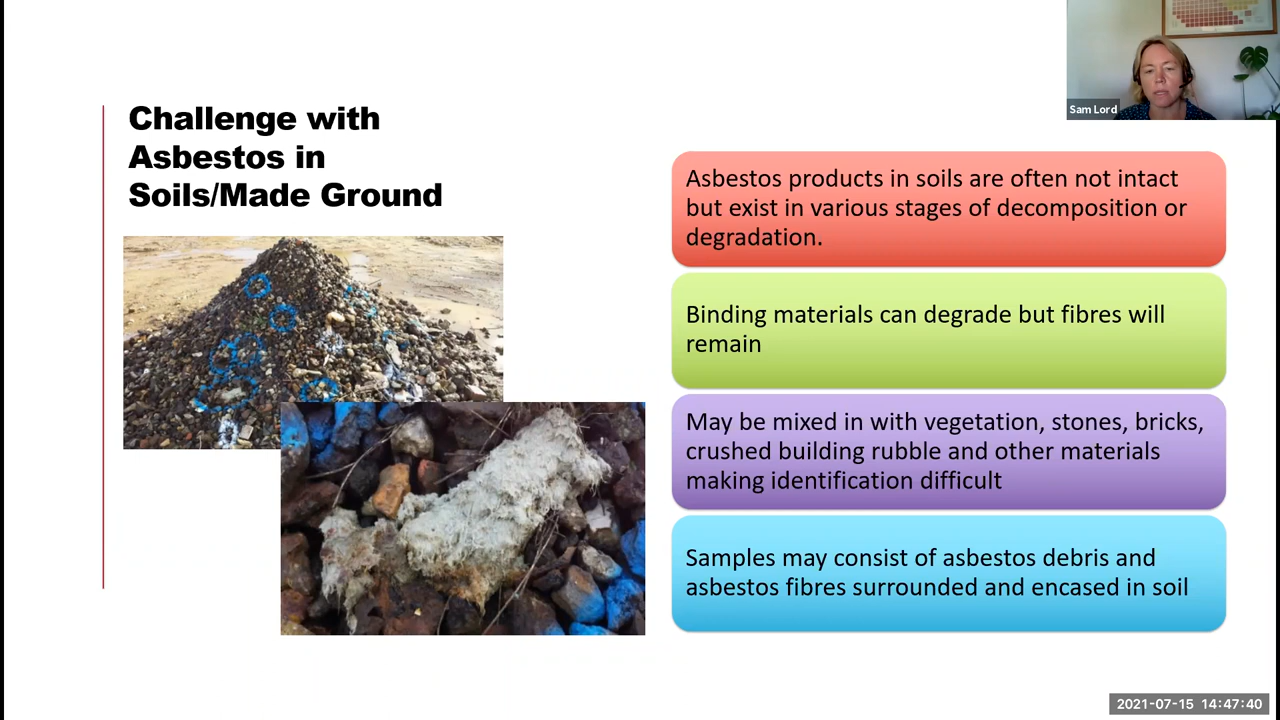 Sam Lord
Challenge with
Asbestos in
Soils/Made Ground
Asbestos products in soils are often not intact
but exist in various stages of decomposition or
degradation.
Binding materials can degrade but fibres will
remain
May be mixed in with vegetation, stones, bricks,
crushed building rubble and other materials
making identification difficult
Samples may consist of asbestos debris and
asbestos fibres surrounded and encased in soil
2021-07-15 14:47:40